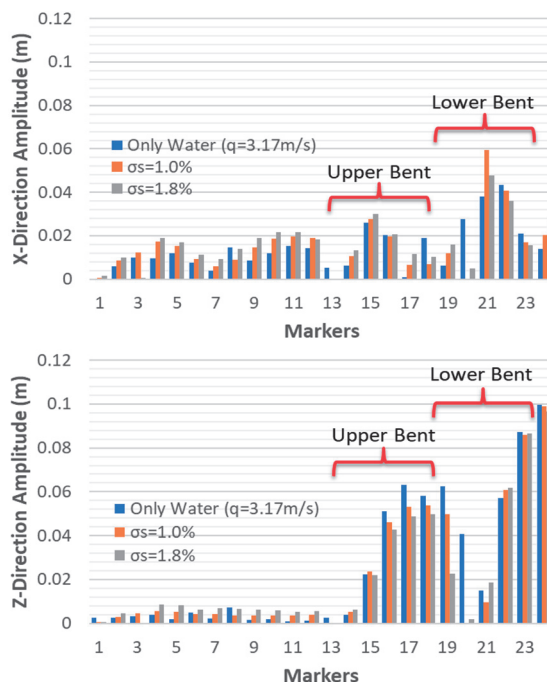 X-Direction Amplitude (m)
0.12
0.1
0.08
0.06
0.04
0.02
0
Lower Bent
Upper Bent
Only Water (q=3.17m/s)
σs=1.0%
σs=1.8%
1 3 5 7 9 11 13 15 17 19 21 23
Markers
Z-Direction Amplitude (m)
0.12
0.1
0.08
0.06
0.04
0.02
0
Lower Bent
Upper Bent
Only Water (q=3.17m/s)
σs=1.0%
σs=1.8%
1 3 5 7 9 11 13 15 17 19 21 23
Markers